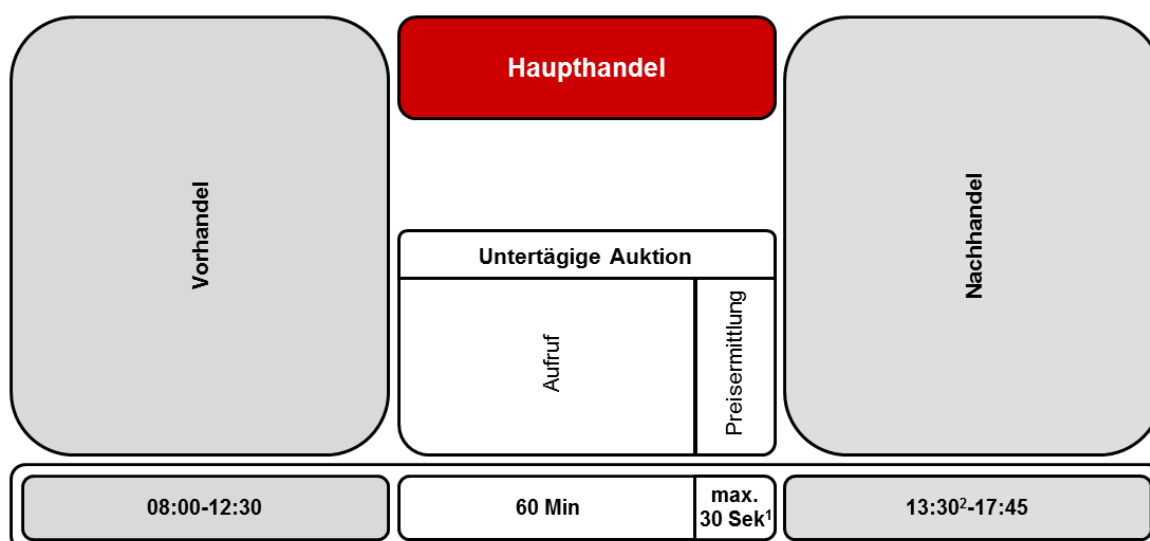 Haupthandel
Vorhandel
Untertägige Auktion
Aufruf
Preisermittlung
Nachhandel
08:00-12:30
60 Min
max.
30 Sek¹
13:30²-17:45